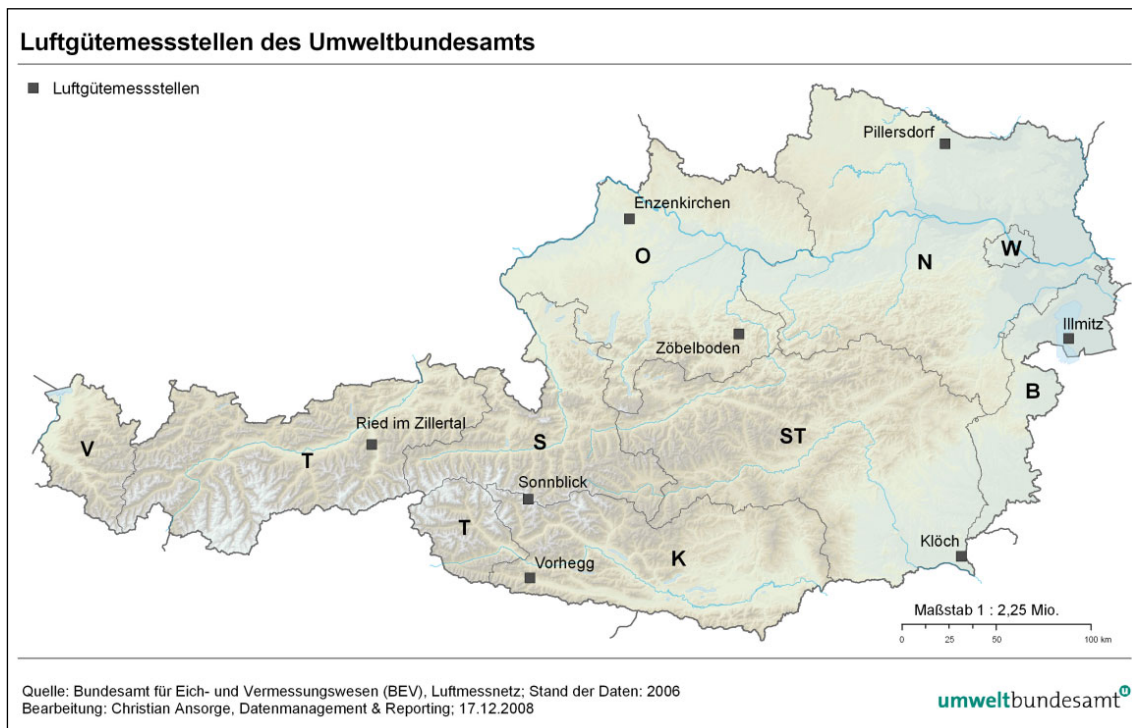 Luftgütemessstellen des Umweltbundesamts
Luftgütemessstellen
Pillersdorf
Enzenkirchen
O
N
W
Illmitz
Zöbelboden
B
Ried im Zillertal
V
T
S
ST
Sonnblick
T
Vorhegg
K
Klöch
Maßstab 1 : 2,25 Mio.
0 25 50 100 km
Quelle: Bundesamt für Eich- und Vermessungswesen (BEV), Luftmessnetz; Stand der Daten: 2006
Bearbeitung: Christian Ansorge, Datenmanagement & Reporting; 17.12.2008
umweltbundesamt